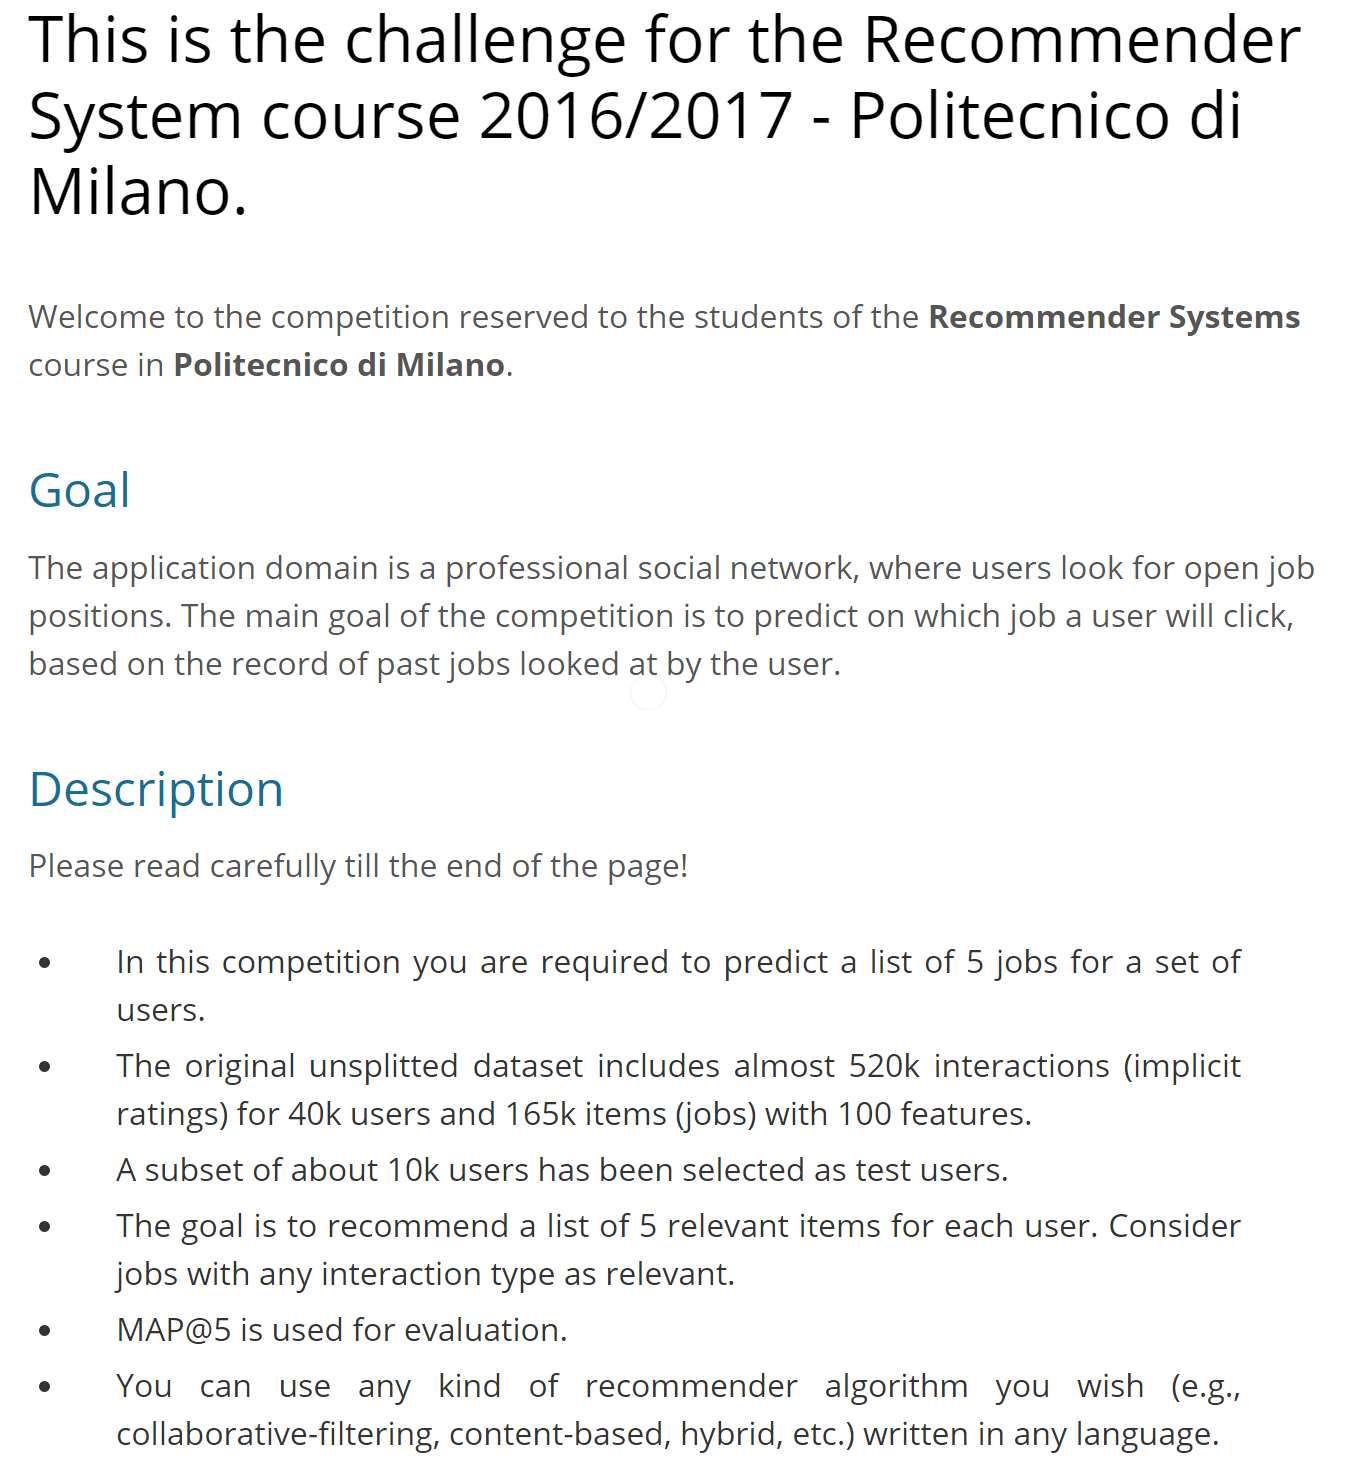 This is the challenge for the Recommender
System course 2016/2017 - Politecnico di
Milano.
Welcome to the competition reserved to the students of the Recommender Systems
course in Politecnico di Milano.
Goal
The application domain is a professional social network, where users look for open job
positions. The main goal of the competition is to predict on which job a user will click,
based on the record of past jobs looked at by the user.
Description
Please read carefully till the end of the page!
• In this competition you are required to predict a list of 5 jobs for a set of
users.
• The original unsplitted dataset includes almost 520k interactions (implicit
ratings) for 40k users and 165k items (jobs) with 100 features.
• A subset of about 10k users has been selected as test users.
• The goal is to recommend a list of 5 relevant items for each user. Consider
jobs with any interaction type as relevant.
• MAP@5 is used for evaluation.
• You can use any kind of recommender algorithm you wish (e.g.,
collaborative-filtering, content-based, hybrid, etc.) written in any language.